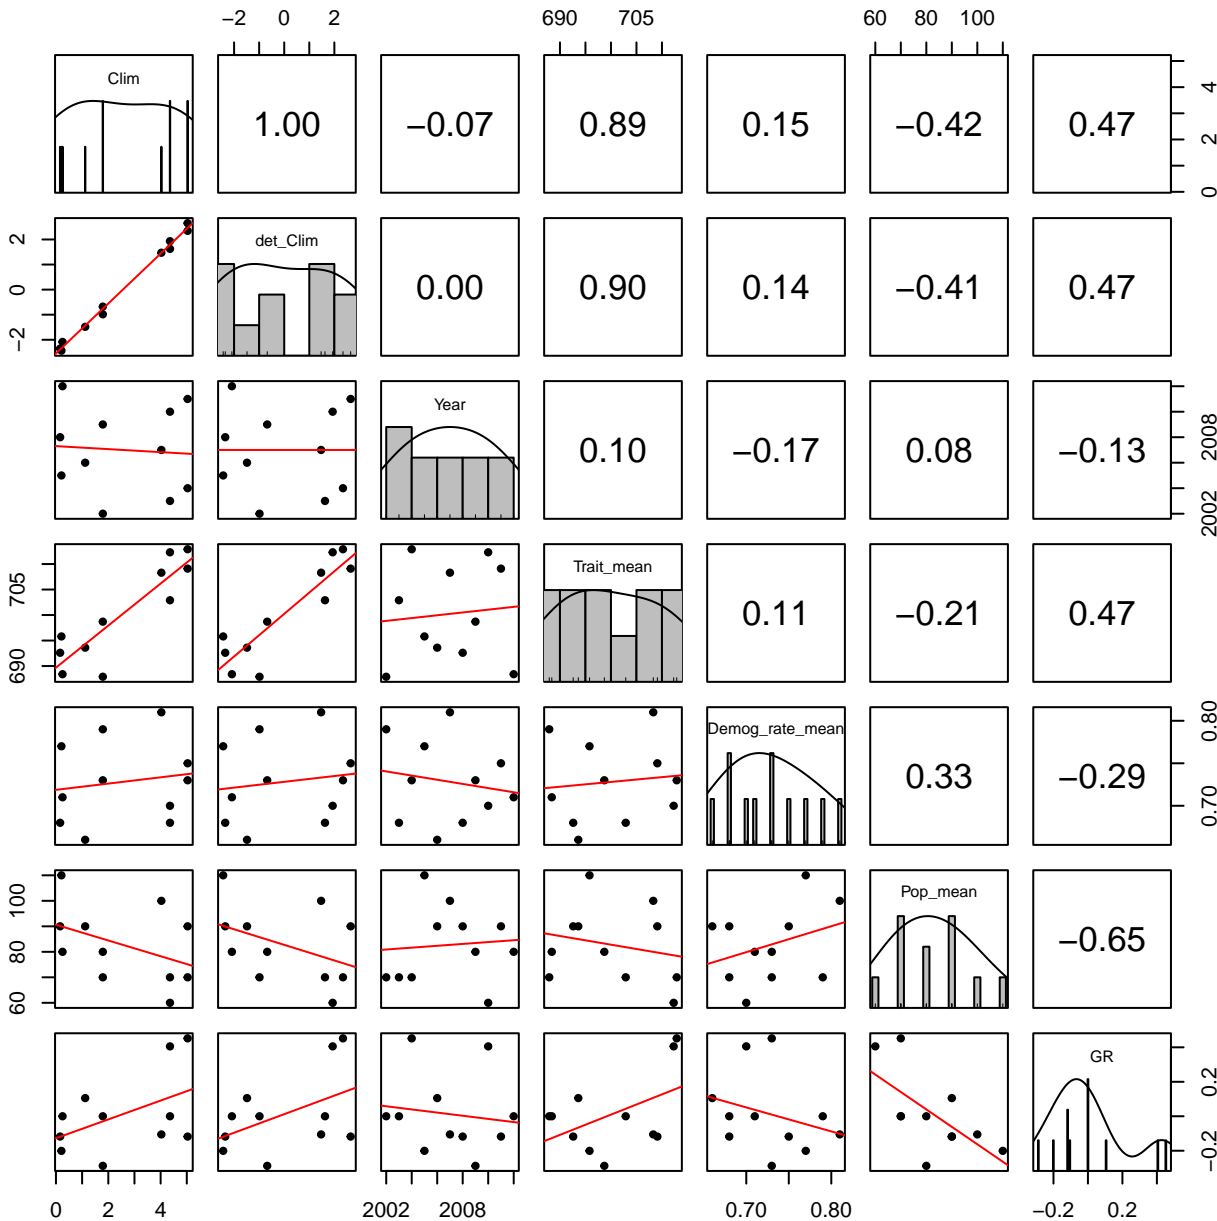 −2 0 2 690 705 60 80 100
Clim 1.00 −0.07 0.89 0.15 −0.42 0.47 0 2 4
−2 0 2 det_Clim 0.00 0.90 0.14 −0.41 0.47
Year 0.10 −0.17 0.08 −0.13 2002 2008
690 705 Trait_mean 0.11 −0.21 0.47
Demog_rate_mean 0.33 −0.29 0.70 0.80
60 80 100 Pop_mean −0.65
GR −0.2 0.2
0 2 4 2002 2008 0.70 0.80 −0.2 0.2